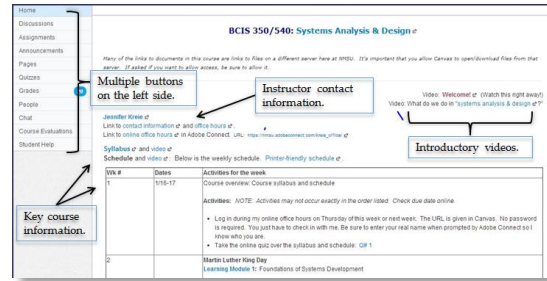 Home
Discussions
Assignments
Announcements
Pages
Quizzes
Grades
People
Chat
Course Evaluations
Student Help
BCIS 350/540: Systems Analysis & Design
Many of the links to documents in this course are links to files on a different server here at NMSU. It's important that you allow Canvas to open/download files from that
server. If asked if you want to allow access, be sure to allow it.
Multiple buttons
on the left side.
Instructor contact
information.
Video: Welcome! (Watch this right away!)
Video: What do we do in "systems analysis & design?"
Introductory videos.
Jennifer Kreie
Link to contact information and office hours.
Link to online office hours in Adobe Connect. URL: https://nmsu.adobeconnect.com/kreie_office/
Syllabus and video
Schedule and video: Below is the weekly schedule. Printer-friendly schedule.
Key course
information.
Wk # Dates Activities for the week
1 1/16-17 Course overview: Course syllabus and schedule
Activities: NOTE: Activities may not occur exactly in the order listed. Check due date online.
• Log in during my online office hours on Thursday of this week or next week. The URL is given in Canvas. No password
is required. You just have to check in with me. Be sure to enter your real name when prompted by Adobe Connect so I
know who you are.
• Take the online quiz over the syllabus and schedule: Q# 1
2 Martin Luther King Day
Learning Module 1: Foundations of Systems Development